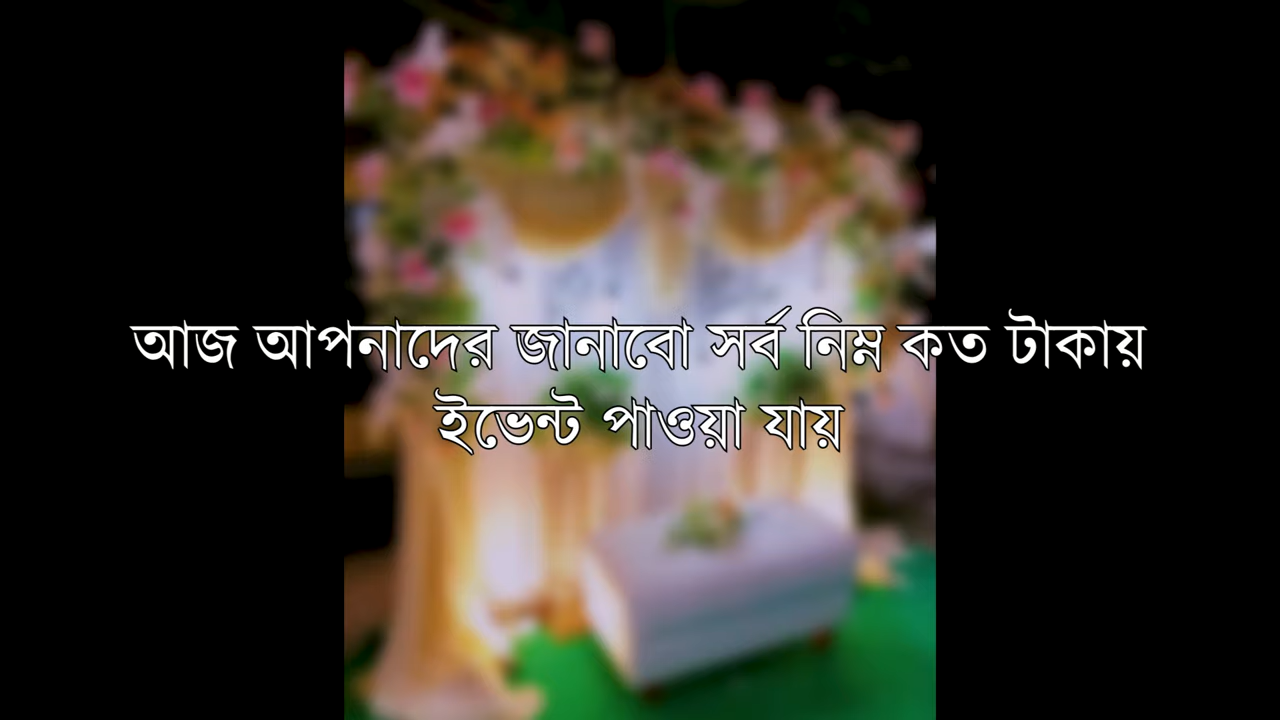 আজ আপনাদের জানাবো সর্ব নিম্ন কত টাকায়
ইভেন্ট পাওয়া যায়